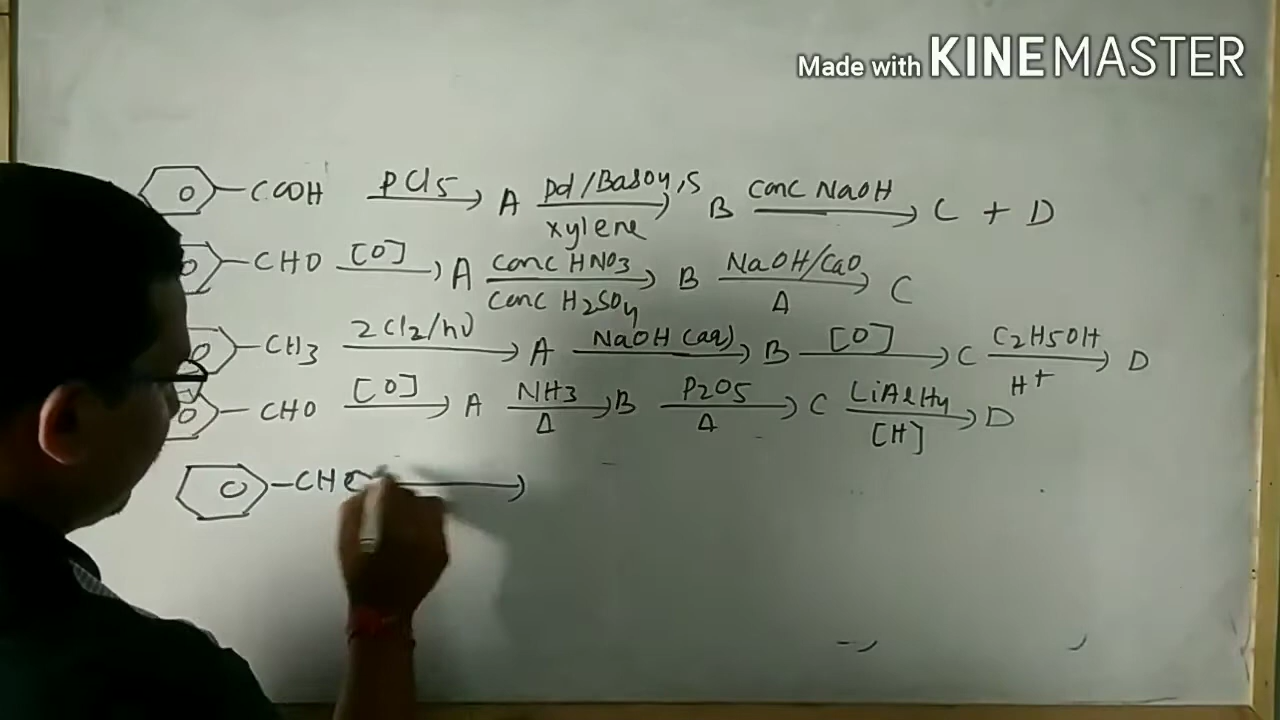 Made with KINEMASTER
COOH PCl5 A Pd/BaSO4,S xylene B Conc NaOH C + D
CHO [O] A Conc HNO3 Conc H2SO4 B NaOH/CaO Δ C
CH3 2Cl2/hν A NaOH(aq) B [O] C C2H5OH H+ D
CHO [O] A NH3 Δ B P2O5 Δ C LiAlH4 [H] D
CHO